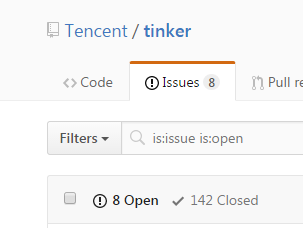 Tencent / tinker
Code Issues 8 Pull re
Filters is:issue is:open
8 Open 142 Closed